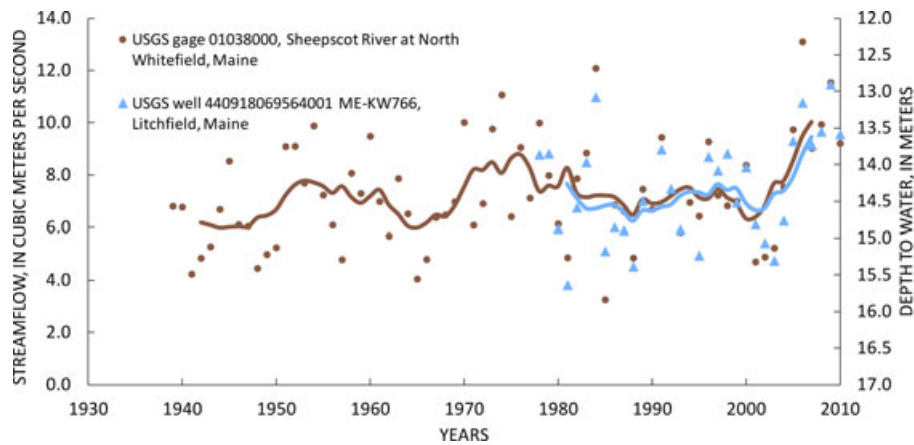 14.0
12.0
10.0
8.0
6.0
4.0
2.0
0.0
STREAMFLOW, IN CUBIC METERS PER SECOND
USGS gage 01038000, Sheepscot River at North
Whitefield, Maine
USGS well 440918069564001 ME-KW766,
Litchfield, Maine
12.0
12.5
13.0
13.5
14.0
14.5
15.0
15.5
16.0
16.5
17.0
DEPTH TO WATER, IN METERS
1930 1940 1950 1960 1970 1980 1990 2000 2010
YEARS